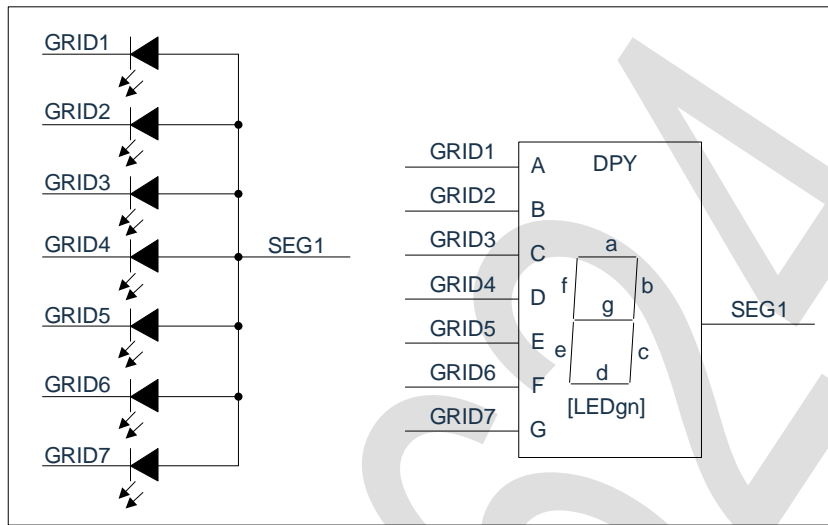 GRID1
GRID2
GRID3
GRID4
GRID5
GRID6
GRID7
SEG1
GRID1
GRID2
GRID3
GRID4
GRID5
GRID6
GRID7
A
B
C
D
E
F
G
DPY
a
f
b
g
e
c
d
[LEDgn]
SEG1